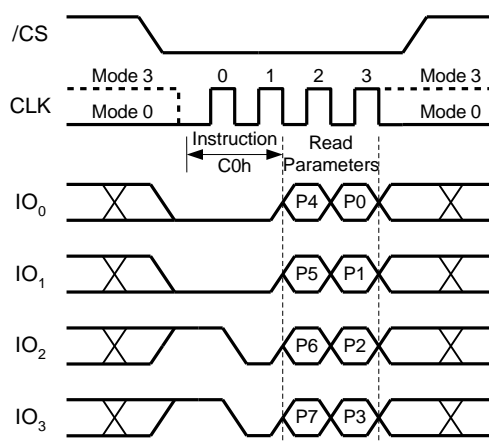 /CS
Mode 3 0 1 2 3 Mode 3
CLK Mode 0 Mode 0
Instruction Read
C0h Parameters
IO0 P4 P0
IO1 P5 P1
IO2 P6 P2
IO3 P7 P3